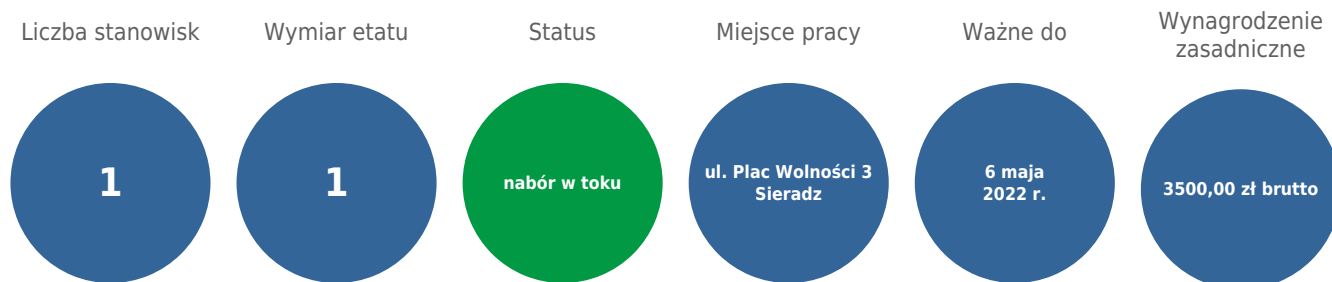 Liczba stanowisk
1
Wymiar etatu
1
Status
nabór w toku
Miejsce pracy
ul. Plac Wolności 3
Sieradz
Ważne do
6 maja
2022 r.
Wynagrodzenie
zasadniczne
3500,00 zł brutto